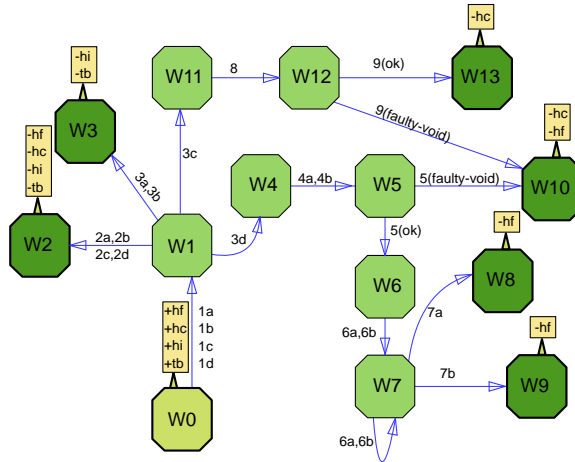 -hc
-hi
-tb
W11
8
W12
9(ok)
W13
-hf
-hc
-hi
-tb
W3
9(faulty-void)
-hc
-hf
3c
3a,3b
W4
4a,4b
W5
5(faulty-void)
W10
W2
2a,2b
2c,2d
W1
3d
5(ok)
-hf
W6
W8
+hf
+hc
+hi
+tb
1a
1b
1c
1d
6a,6b
7a
-hf
W0
W7
7b
W9
6a,6b